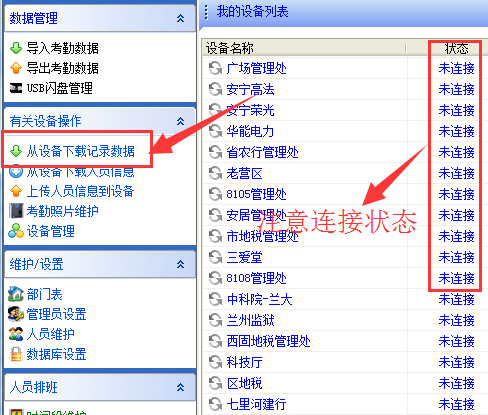 数据管理
导入考勤数据
导出考勤数据
USB闪盘管理
有关设备操作
从设备下载记录数据
从设备下载人员信息
上传人员信息到设备
考勤照片维护
设备管理
维护/设置
部门表
管理员设置
人员维护
数据库设置
人员排班
时间段维护
我的设备列表
设备名称 状态
广场管理处 未连接
安宁高法 未连接
安宁荣光 未连接
华能电力 未连接
省农行管理处 未连接
老营区 未连接
8105管理处 未连接
安居管理处 未连接
市地税管理处 未连接
三爱堂 未连接
8108管理处 未连接
中科院-兰大 未连接
兰州监狱 未连接
西固地税管理处 未连接
科技厅 未连接
区地税 未连接
七里河建行 未连接
注意连接状态